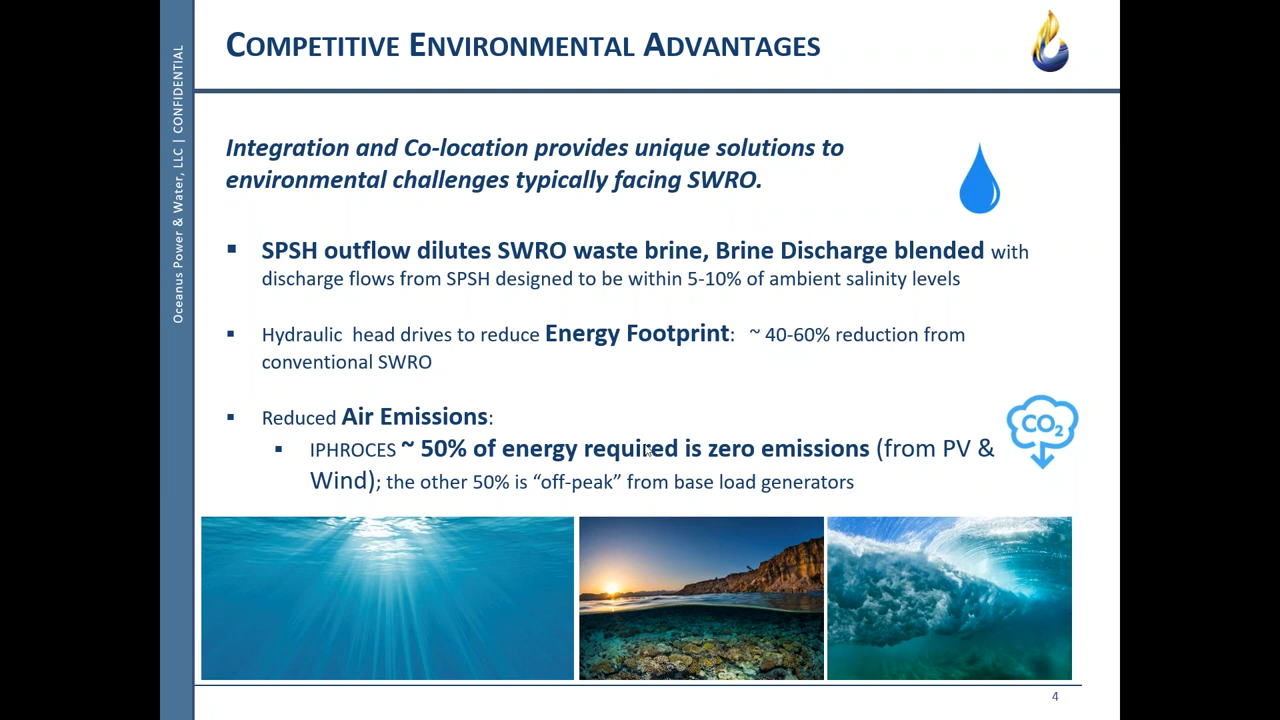 COMPETITIVE ENVIRONMENTAL ADVANTAGES
Oceanus Power & Water, LLC | CONFIDENTIAL
Integration and Co-location provides unique solutions to
environmental challenges typically facing SWRO.
▪ SPSH outflow dilutes SWRO waste brine, Brine Discharge blended with
discharge flows from SPSH designed to be within 5-10% of ambient salinity levels
▪ Hydraulic head drives to reduce Energy Footprint: ~ 40-60% reduction from
conventional SWRO
▪ Reduced Air Emissions:
▪ IPHROCES ~ 50% of energy required is zero emissions (from PV &
Wind); the other 50% is “off-peak” from base load generators
CO2
4